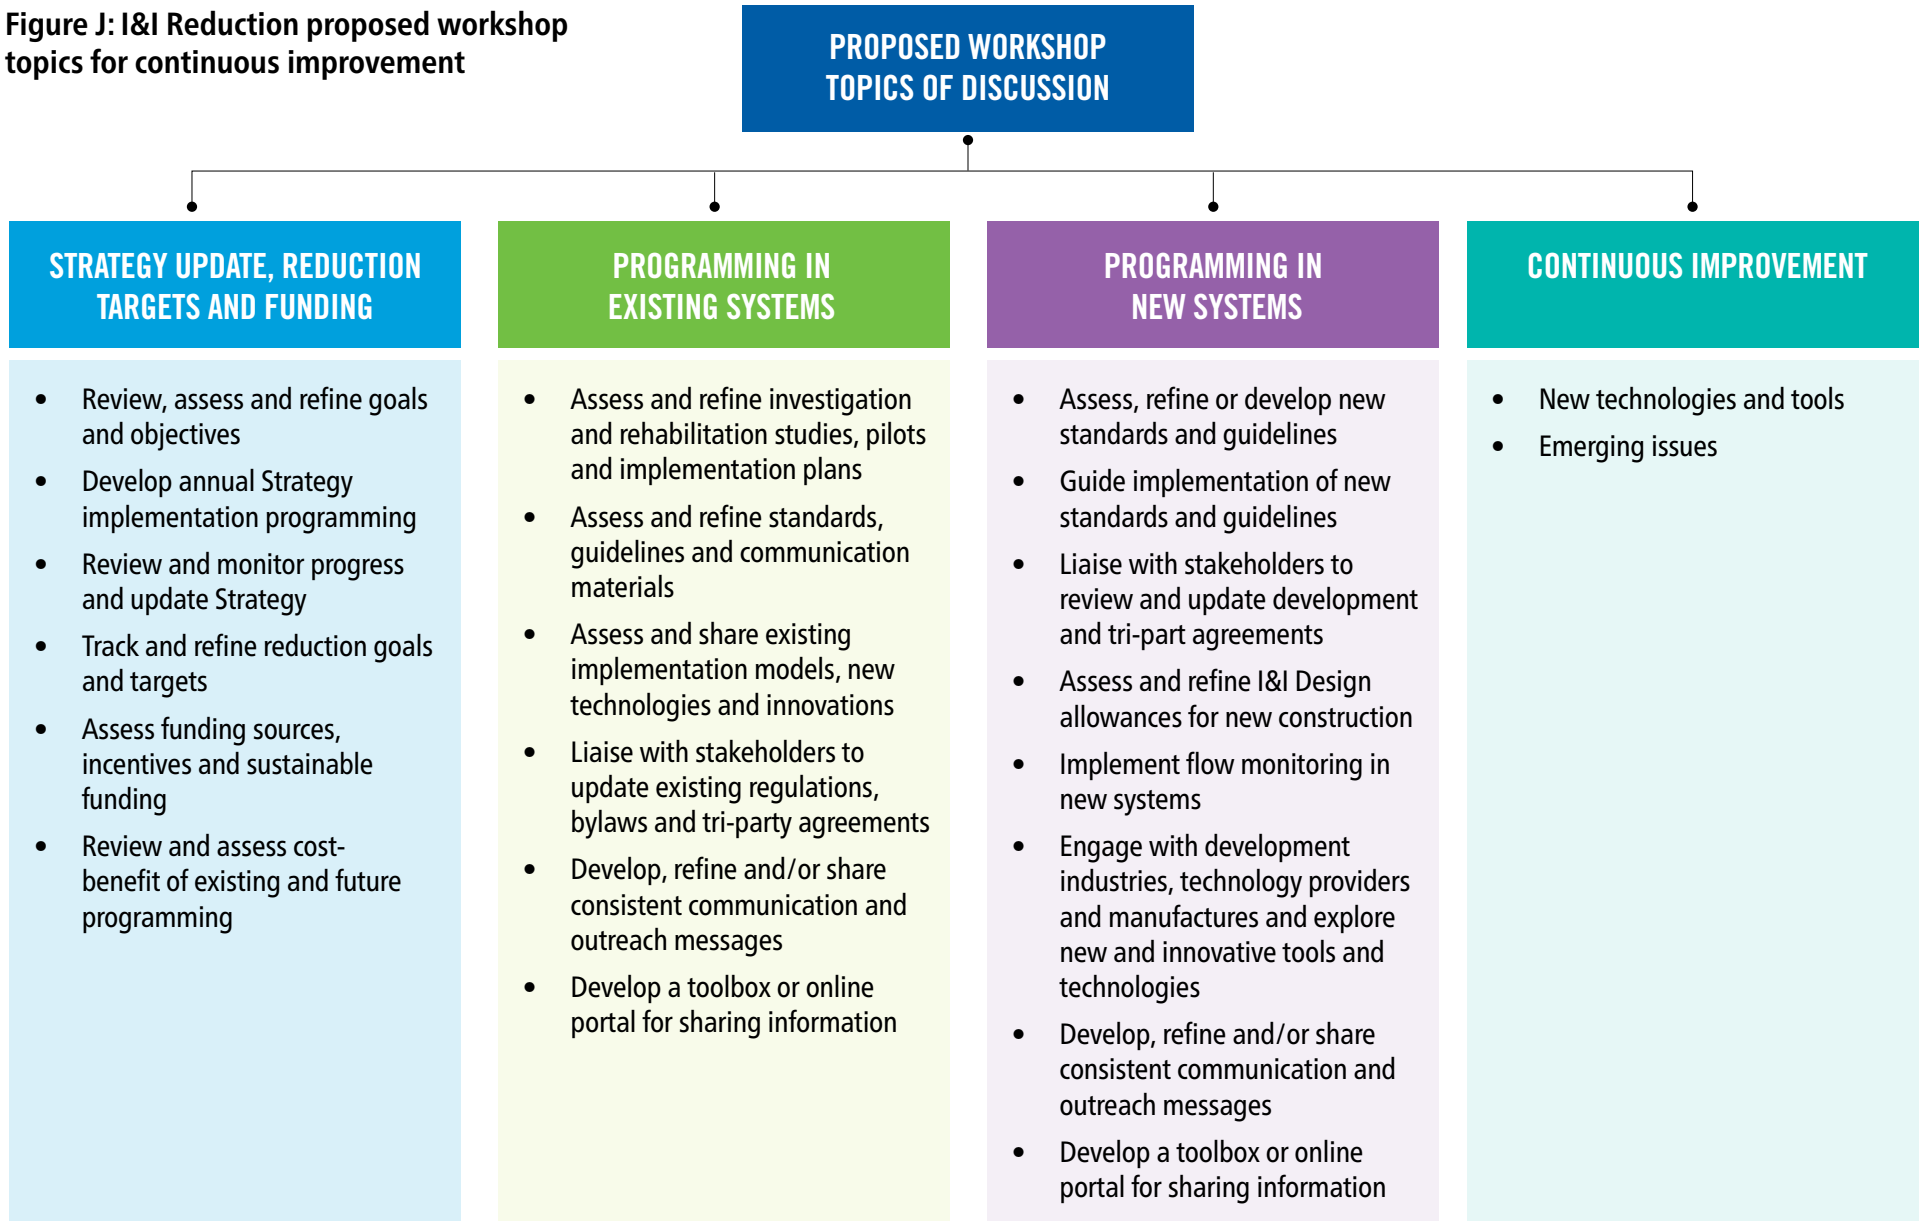 Figure J: I&I Reduction proposed workshop
topics for continuous improvement
PROPOSED WORKSHOP
TOPICS OF DISCUSSION
STRATEGY UPDATE, REDUCTION
TARGETS AND FUNDING
• Review, assess and refine goals
and objectives
• Develop annual Strategy
implementation programming
• Review and monitor progress
and update Strategy
• Track and refine reduction goals
and targets
• Assess funding sources,
incentives and sustainable
funding
• Review and assess cost-
benefit of existing and future
programming
PROGRAMMING IN
EXISTING SYSTEMS
• Assess and refine investigation
and rehabilitation studies, pilots
and implementation plans
• Assess and refine standards,
guidelines and communication
materials
• Assess and share existing
implementation models, new
technologies and innovations
• Liaise with stakeholders to
update existing regulations,
bylaws and tri-party agreements
• Develop, refine and/or share
consistent communication and
outreach messages
• Develop a toolbox or online
portal for sharing information
PROGRAMMING IN
NEW SYSTEMS
• Assess, refine or develop new
standards and guidelines
• Guide implementation of new
standards and guidelines
• Liaise with stakeholders to
review and update development
and tri-part agreements
• Assess and refine I&I Design
allowances for new construction
• Implement flow monitoring in
new systems
• Engage with development
industries, technology providers
and manufactures and explore
new and innovative tools and
technologies
• Develop, refine and/or share
consistent communication and
outreach messages
• Develop a toolbox or online
portal for sharing information
CONTINUOUS IMPROVEMENT
• New technologies and tools
• Emerging issues